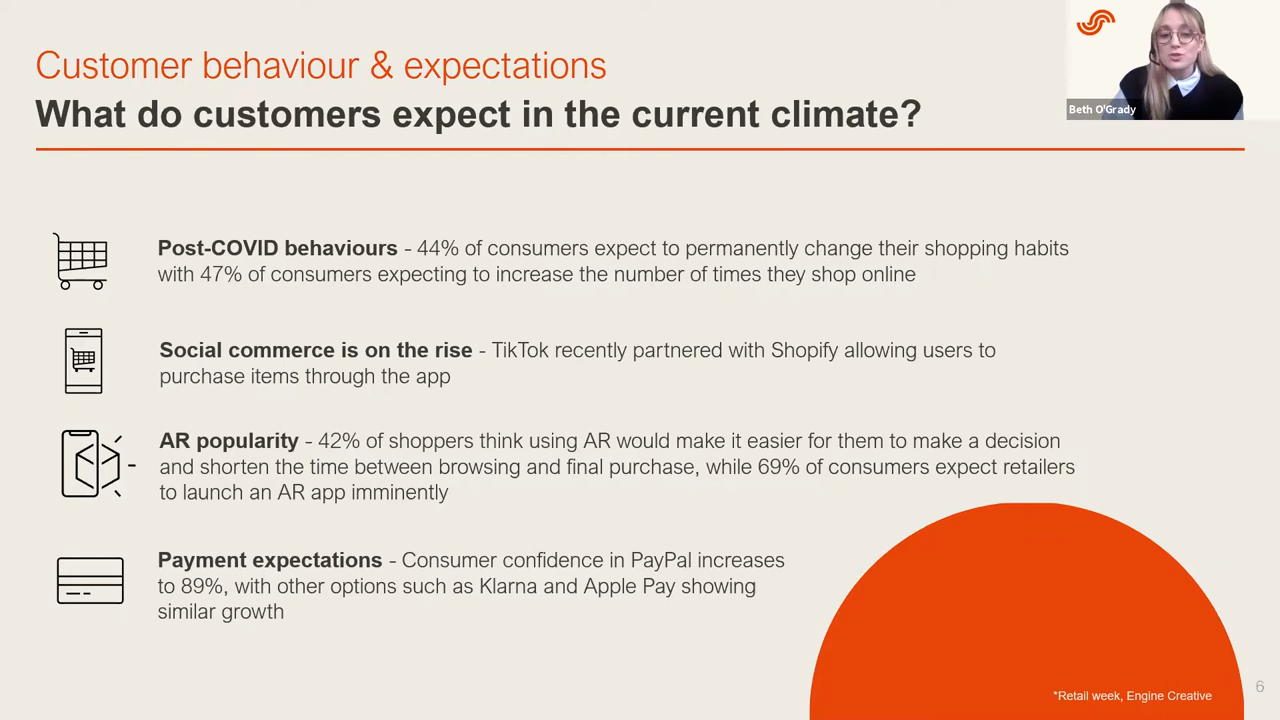 Customer behaviour & expectations
What do customers expect in the current climate?
Beth O'Grady
Post-COVID behaviours - 44% of consumers expect to permanently change their shopping habits
with 47% of consumers expecting to increase the number of times they shop online
Social commerce is on the rise - TikTok recently partnered with Shopify allowing users to
purchase items through the app
AR popularity - 42% of shoppers think using AR would make it easier for them to make a decision
and shorten the time between browsing and final purchase, while 69% of consumers expect retailers
to launch an AR app imminently
Payment expectations - Consumer confidence in PayPal increases
to 89%, with other options such as Klarna and Apple Pay showing
similar growth
*Retail week, Engine Creative
6